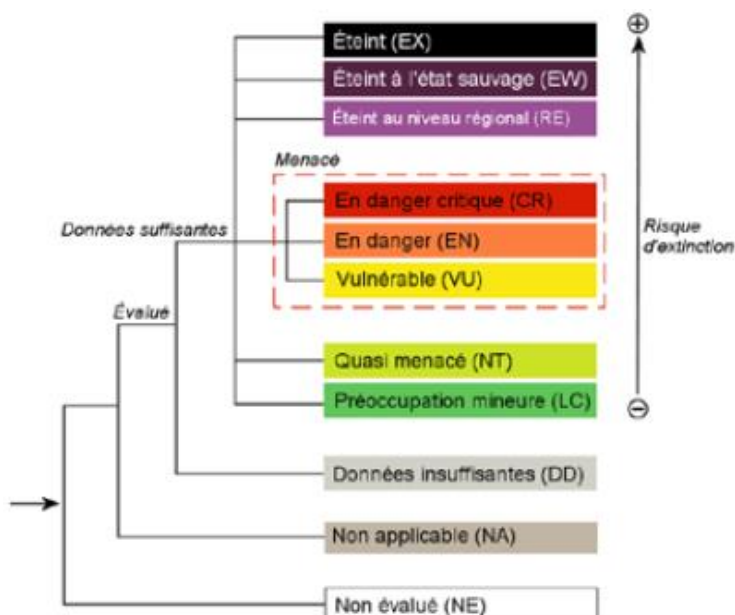 Éteint (EX)
Éteint à l'état sauvage (EW)
Éteint au niveau régional (RE)
Menacé
En danger critique (CR)
Données suffisantes
En danger (EN)
Risque
d'extinction
Vulnérable (VU)
Évalué
Quasi menacé (NT)
Préoccupation mineure (LC)
Données insuffisantes (DD)
Non applicable (NA)
Non évalué (NE)